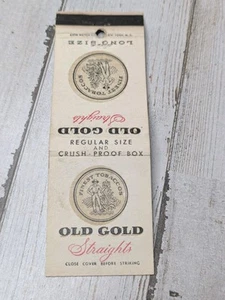 LONG SIZE
FINEST TOBACCOS
OLD GOLD
Straights
REGULAR SIZE
AND
CRUSH-PROOF BOX
FINEST TOBACCOS
OLD GOLD
Straights
CLOSE COVER BEFORE STRIKING